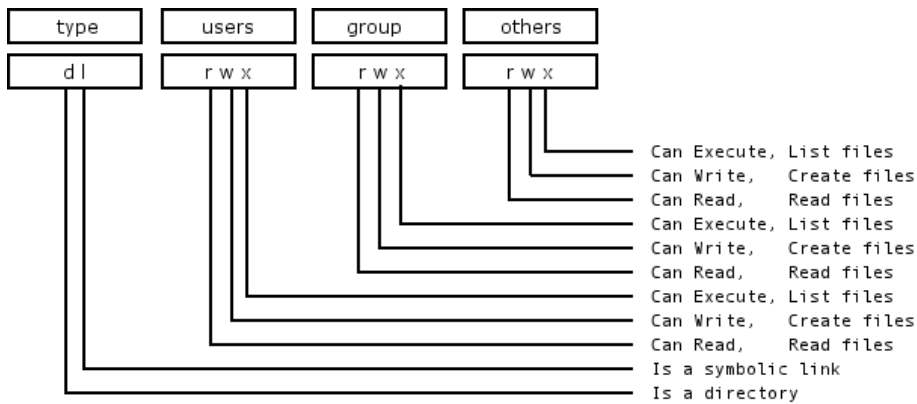 type users group others
d l r w x r w x r w x
Can Execute, List files
Can Write, Create files
Can Read, Read files
Can Execute, List files
Can Write, Create files
Can Read, Read files
Can Execute, List files
Can Write, Create files
Can Read, Read files
Is a symbolic link
Is a directory